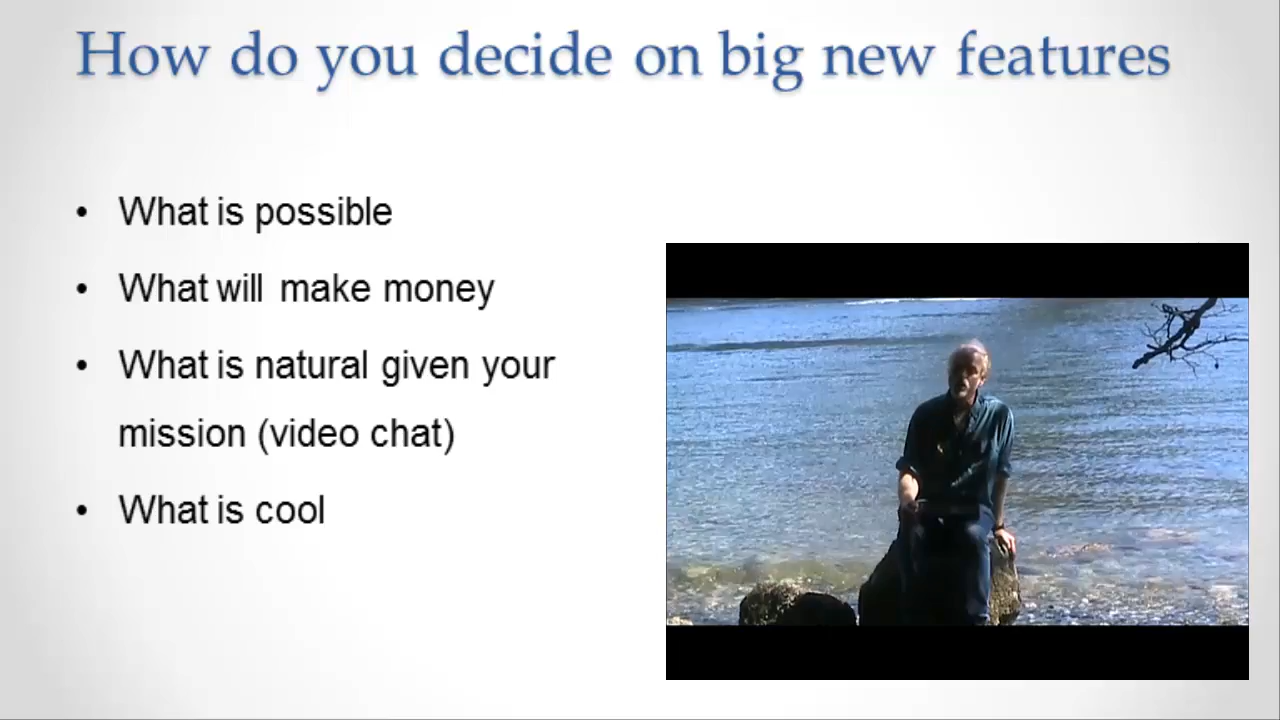 How do you decide on big new features
• What is possible
• What will make money
• What is natural given your
mission (video chat)
• What is cool